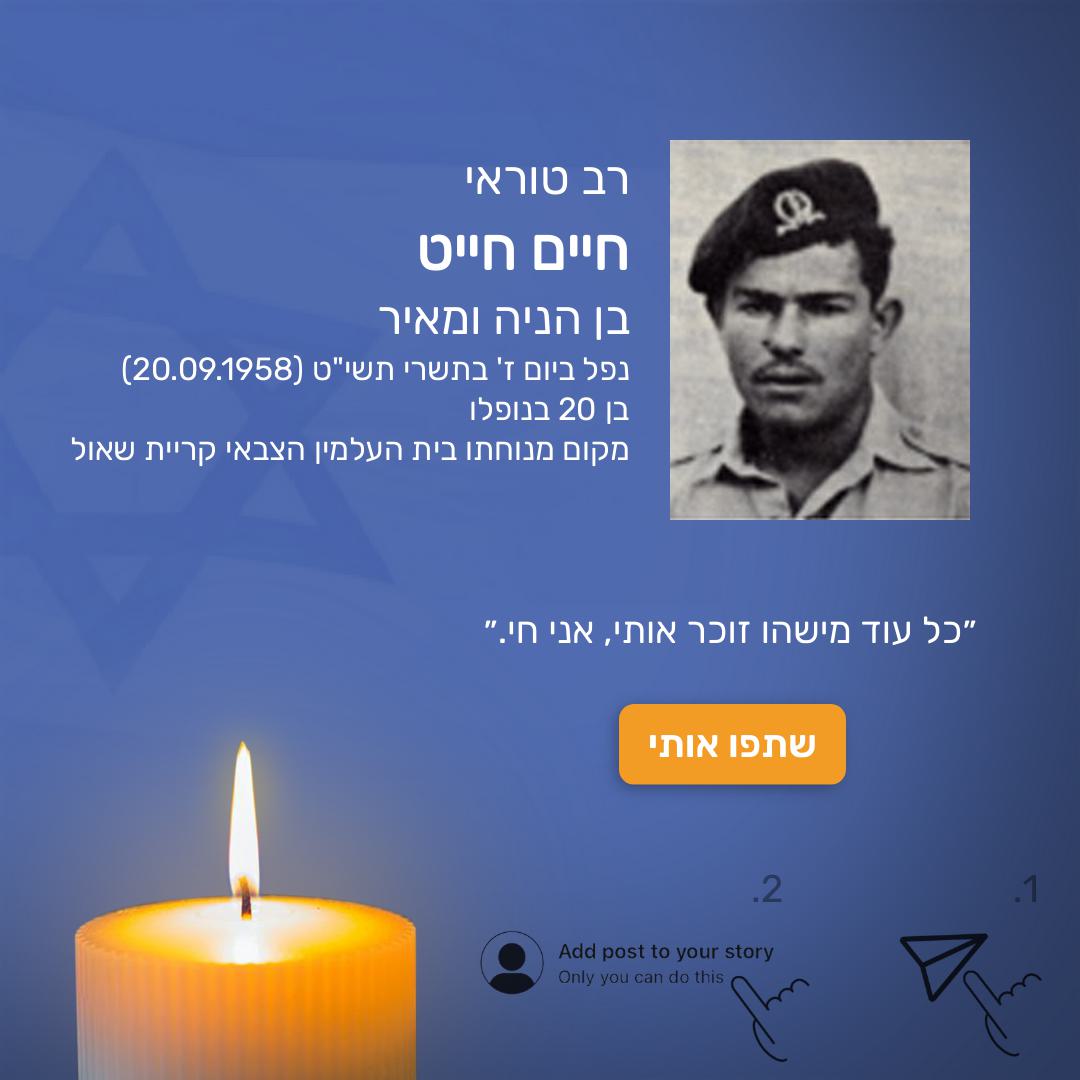 רב טוראי
חיים חייט
בן הניה ומאיר
נפל ביום ז' בתשרי תשי"ט (20.09.1958)
בן 20 בנופלו
מקום מנוחתו בית העלמין הצבאי קריית שאול
״כל עוד מישהו זוכר אותי, אני חי.״
שתפו אותי
.1
.2
Add post to your story
Only you can do this